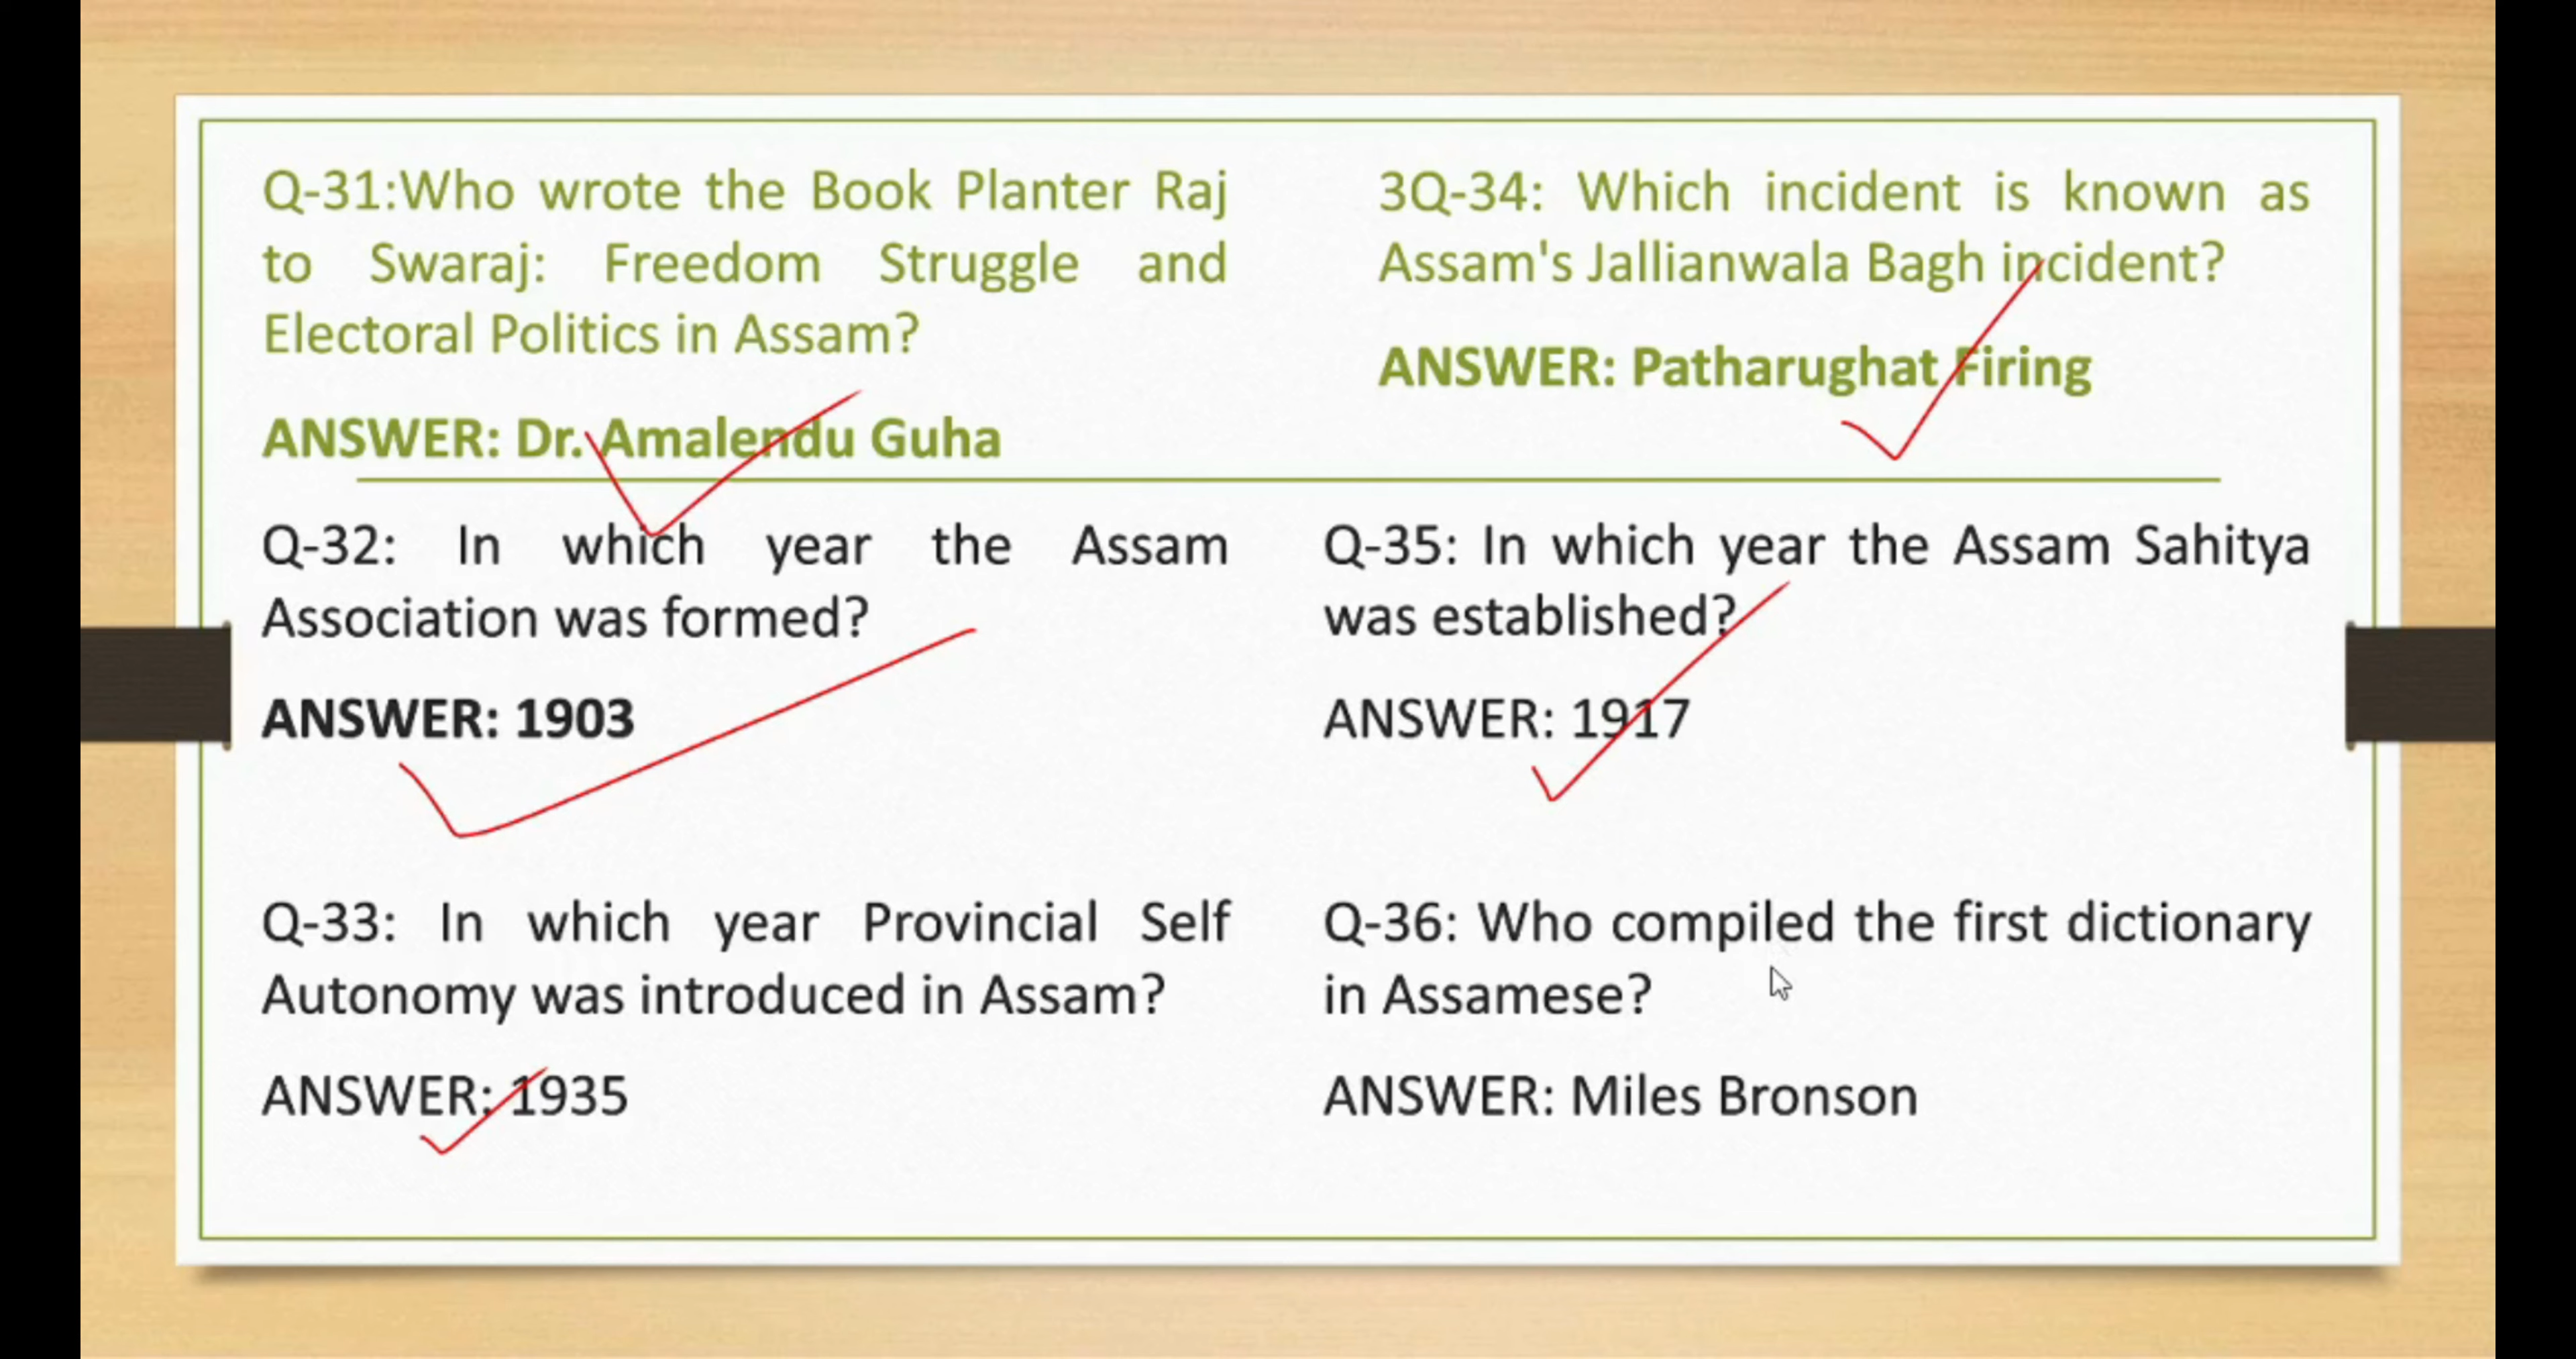 Q-31:Who wrote the Book Planter Raj
to Swaraj: Freedom Struggle and
Electoral Politics in Assam?
ANSWER: Dr. Amalendu Guha
Q-32: In which year the Assam
Association was formed?
ANSWER: 1903
Q-33: In which year Provincial Self
Autonomy was introduced in Assam?
ANSWER: 1935
3Q-34: Which incident is known as
Assam's Jallianwala Bagh incident?
ANSWER: Patharughat Firing
Q-35: In which year the Assam Sahitya
was established?
ANSWER: 1917
Q-36: Who compiled the first dictionary
in Assamese?
ANSWER: Miles Bronson